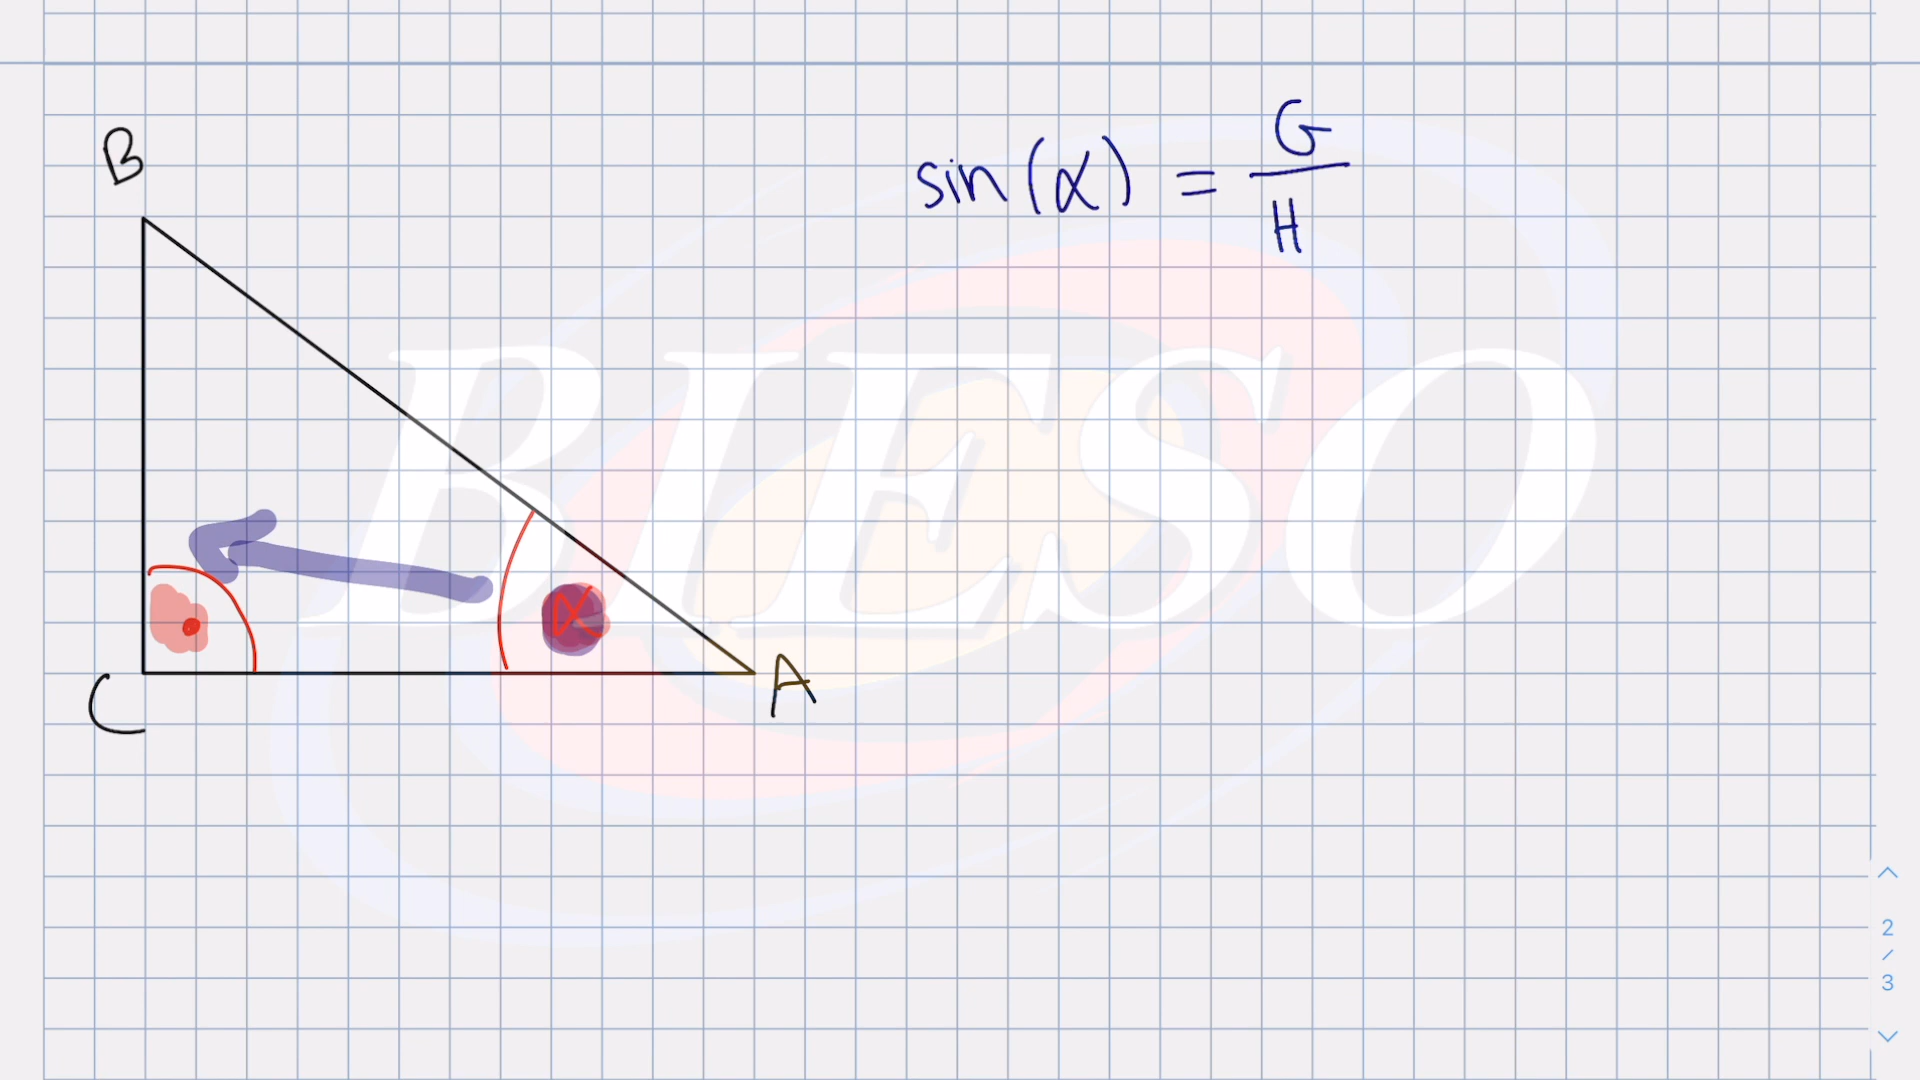 B
sin(α) = G/H
BIESO
α
C
A
2
/
3